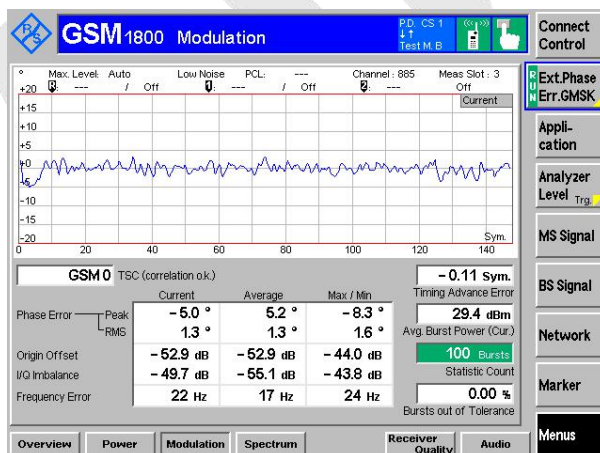 R&S
GSM 1800 Modulation
P.D. CS 1
Test M. B
Connect Control
° Max. Level: Auto Low Noise PCL: --- Channel : 885 Meas Slot : 3
--- / Off --- / Off --- Off
Current
+20
+15
+10
+5
-10
-15
-20
Sym.
0 20 40 60 80 100 120 140
RUN
Ext.Phase Err.GMSK
Appli-
cation
Analyzer Level Trg.
MS Signal
BS Signal
Network
Marker
Menus
GSM 0 TSC (correlation o.k.)
- 0.11 Sym.
Timing Advance Error
Current Average Max / Min
Phase Error Peak - 5.0 ° 5.2 ° - 8.3 °
RMS 1.3 ° 1.3 ° 1.6 °
29.4 dBm
Avg. Burst Power (Cur.)
Origin Offset - 52.9 dB - 52.9 dB - 44.0 dB
100 Bursts
Statistic Count
I/Q Imbalance - 49.7 dB - 55.1 dB - 43.8 dB
Frequency Error 22 Hz 17 Hz 24 Hz
0.00 %
Bursts out of Tolerance
Overview Power Modulation Spectrum Receiver Quality Audio